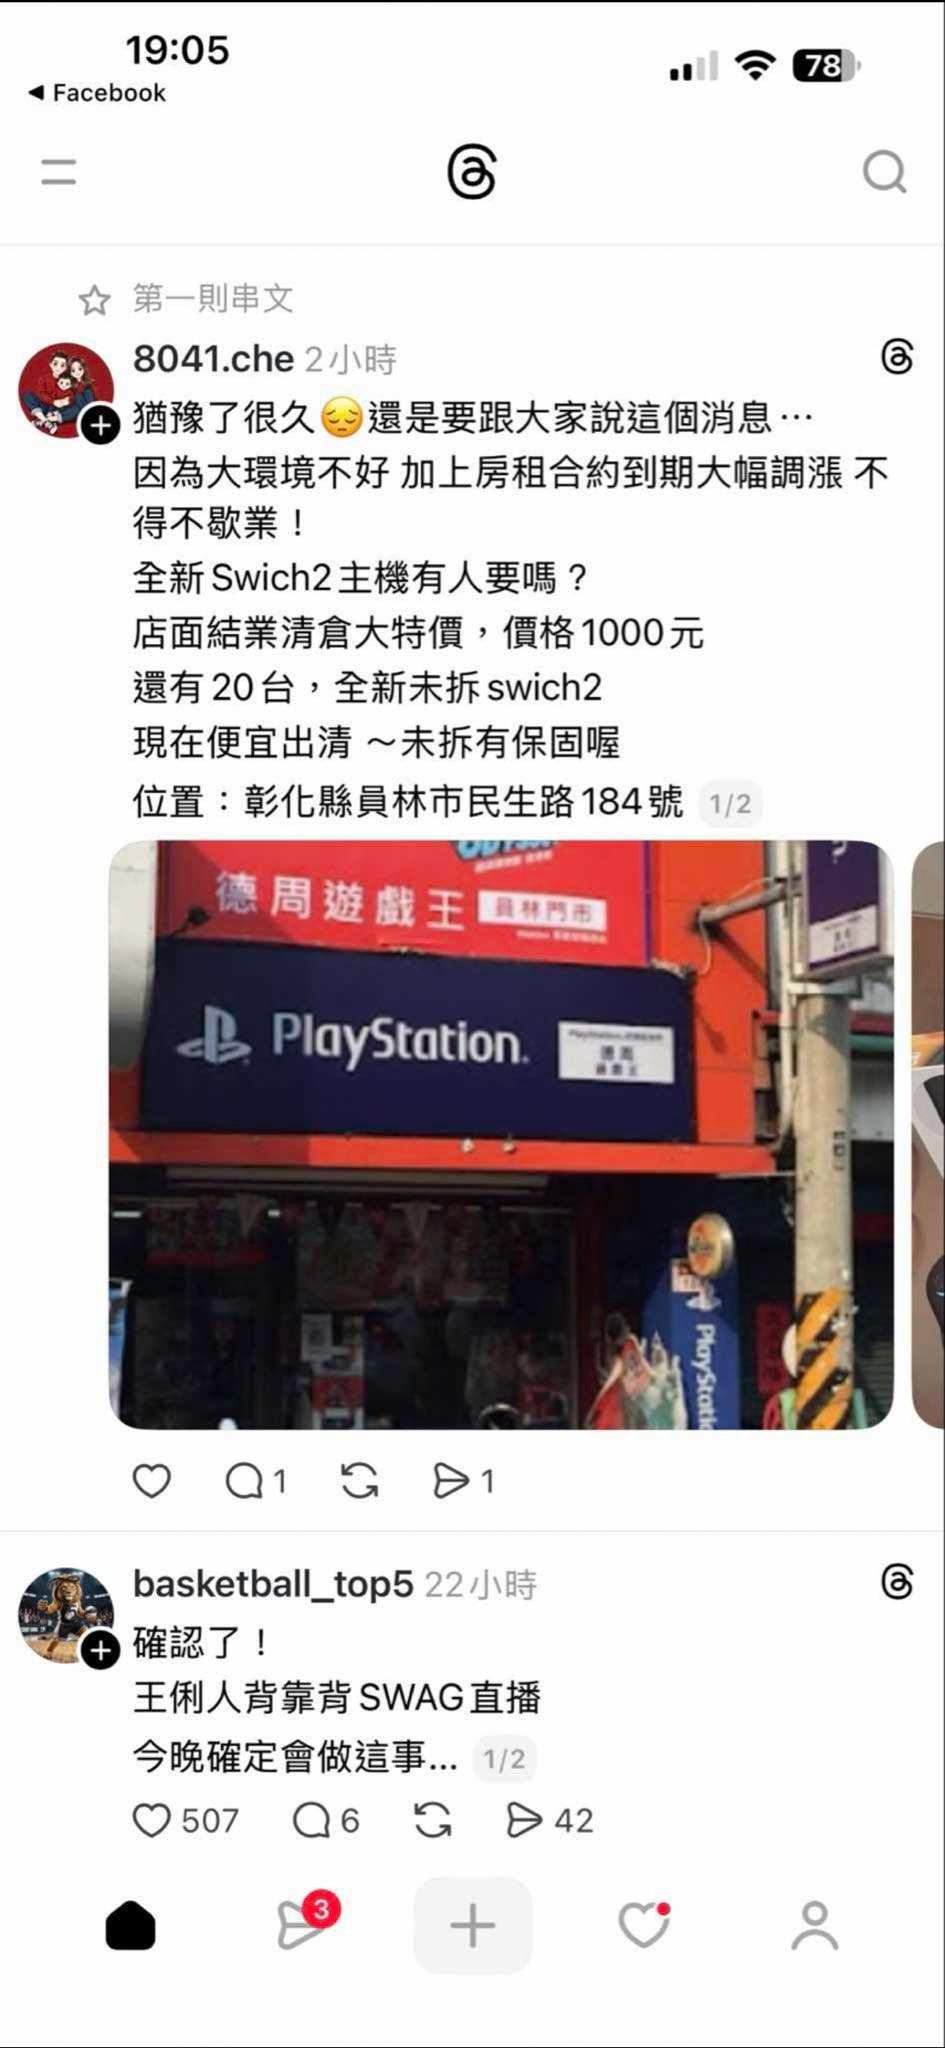 19:05
78
◀ Facebook
第一則串文
8041.che 2小時
猶豫了很久😔還是要跟大家說這個消息⋯
因為大環境不好 加上房租合約到期大幅調漲 不
得不歇業！
全新Swich2主機有人要嗎？
店面結業清倉大特價，價格1000元
還有20台，全新未拆swich2
現在便宜出清 ～未拆有保固喔
位置：彰化縣員林市民生路184號 1/2
德周遊戲王 員林門市
PlayStation
PlayStation
1 1
basketball_top5 22小時
確認了！
王俐人背靠背SWAG直播
今晚確定會做這事... 1/2
507 6 42
3